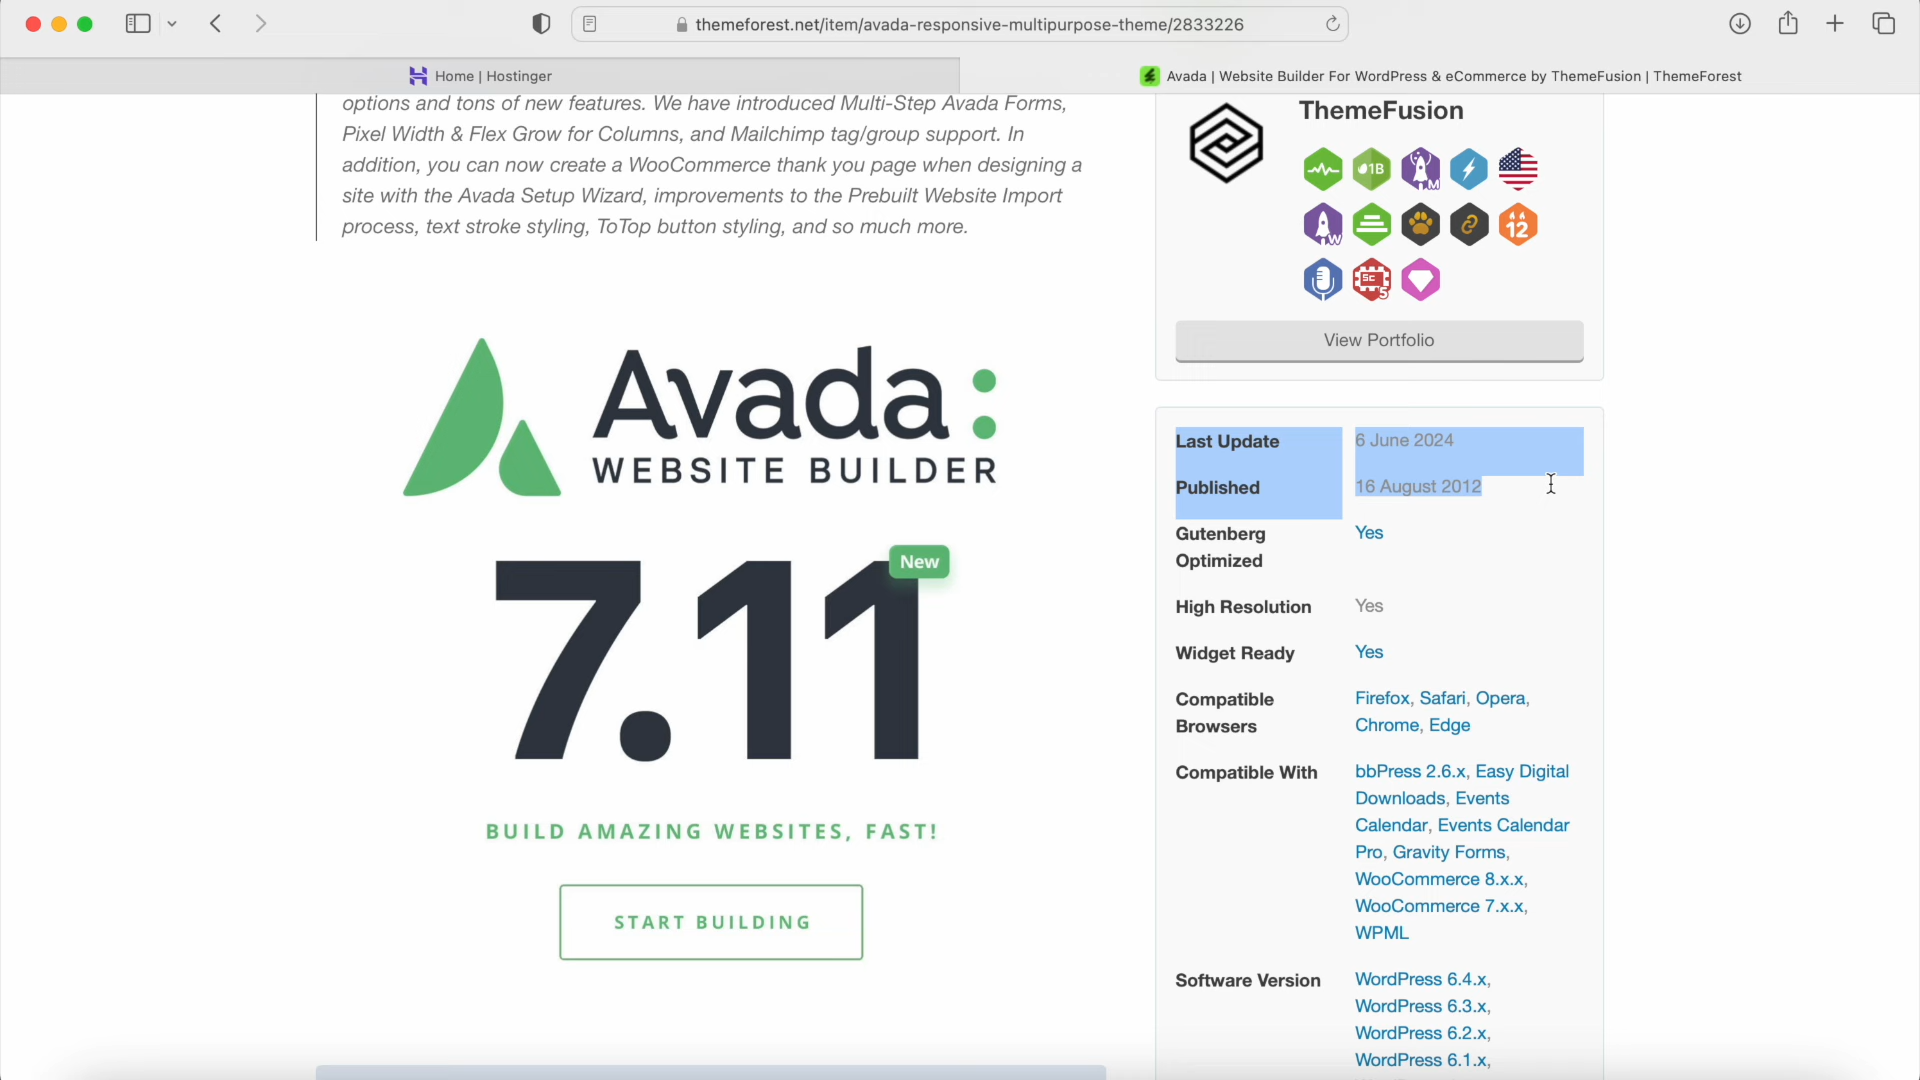 themeforest.net/item/avada-responsive-multipurpose-theme/2833226
Home | Hostinger
Avada | Website Builder For WordPress & eCommerce by ThemeFusion | ThemeForest
options and tons of new features. We have introduced Multi-Step Avada Forms,
Pixel Width & Flex Grow for Columns, and Mailchimp tag/group support. In
addition, you can now create a WooCommerce thank you page when designing a
site with the Avada Setup Wizard, improvements to the Prebuilt Website Import
process, text stroke styling, ToTop button styling, and so much more.
Avada:
WEBSITE BUILDER
7.11
New
BUILD AMAZING WEBSITES, FAST!
START BUILDING
ThemeFusion
1B
M
W
12
SC
5
View Portfolio
Last Update 6 June 2024
Published 16 August 2012
Gutenberg Yes
Optimized
High Resolution Yes
Widget Ready Yes
Compatible Firefox, Safari, Opera,
Browsers Chrome, Edge
Compatible With bbPress 2.6.x, Easy Digital
Downloads, Events
Calendar, Events Calendar
Pro, Gravity Forms,
WooCommerce 8.x.x,
WooCommerce 7.x.x,
WPML
Software Version WordPress 6.4.x,
WordPress 6.3.x,
WordPress 6.2.x,
WordPress 6.1.x,